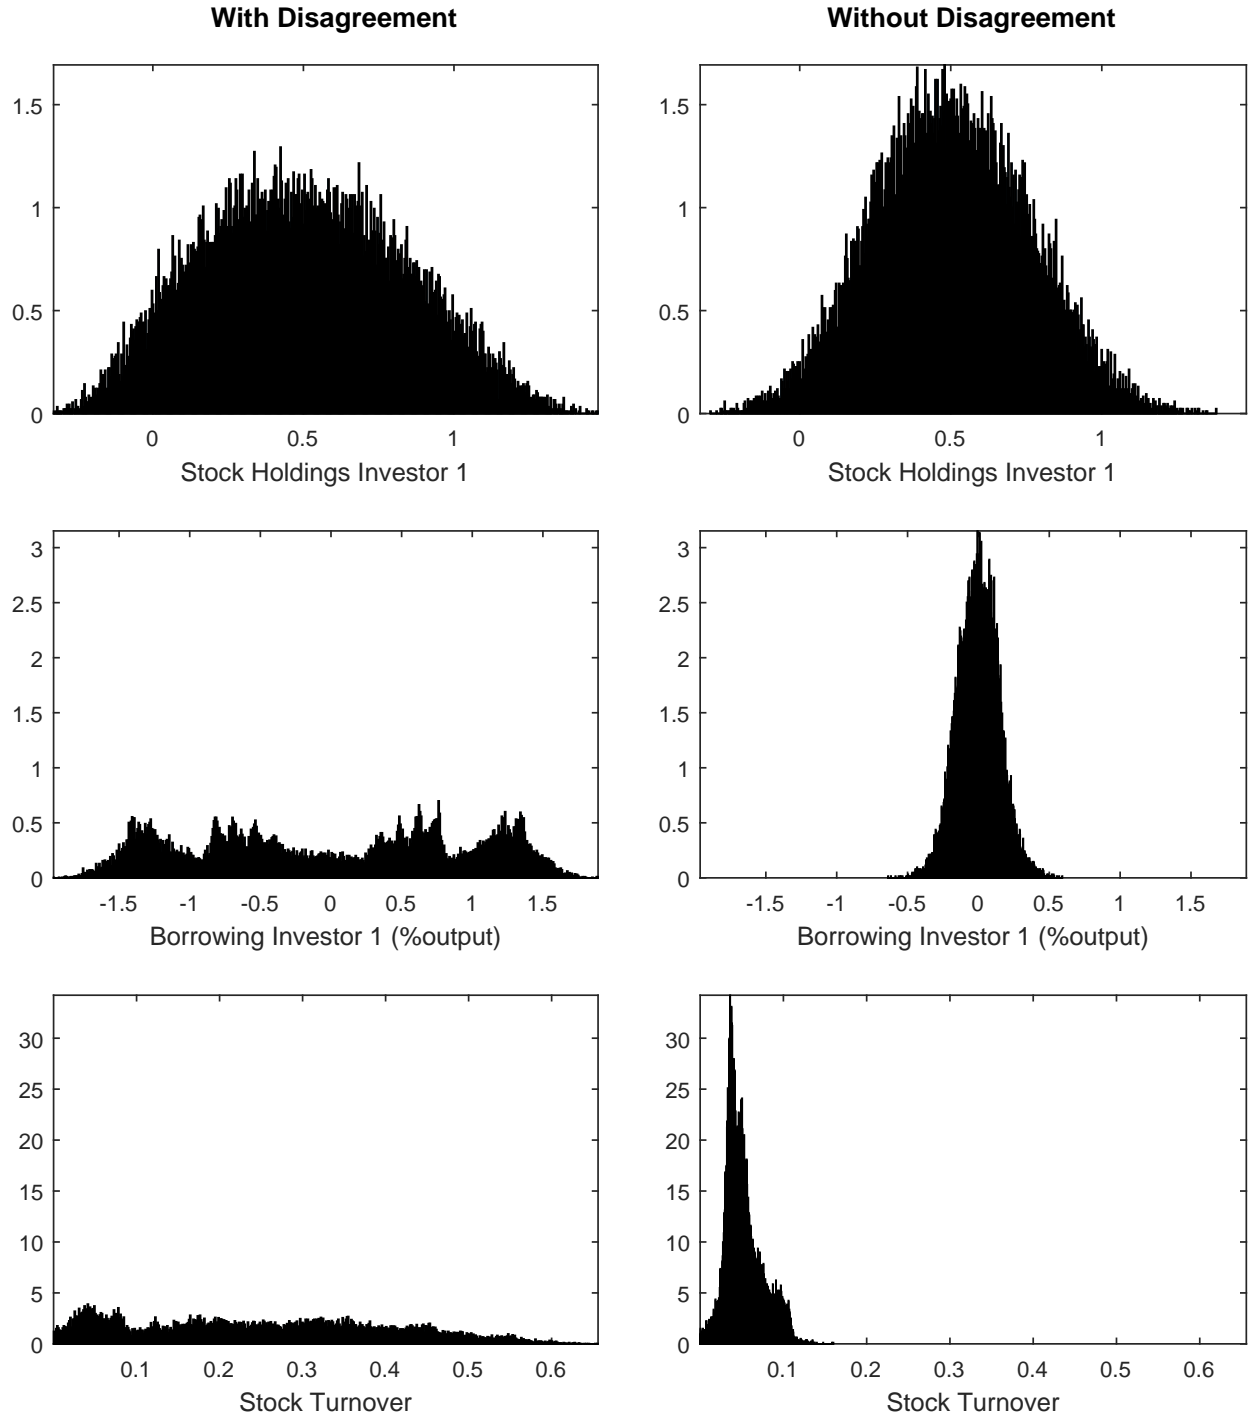 With Disagreement
Without Disagreement
1.5
1
0.5
0
0 0.5 1
Stock Holdings Investor 1
1.5
1
0.5
0
0 0.5 1
Stock Holdings Investor 1
3
2.5
2
1.5
1
0.5
0
-1.5 -1 -0.5 0 0.5 1 1.5
Borrowing Investor 1 (%output)
3
2.5
2
1.5
1
0.5
0
-1.5 -1 -0.5 0 0.5 1 1.5
Borrowing Investor 1 (%output)
30
25
20
15
10
5
0
0.1 0.2 0.3 0.4 0.5 0.6
Stock Turnover
30
25
20
15
10
5
0
0.1 0.2 0.3 0.4 0.5 0.6
Stock Turnover